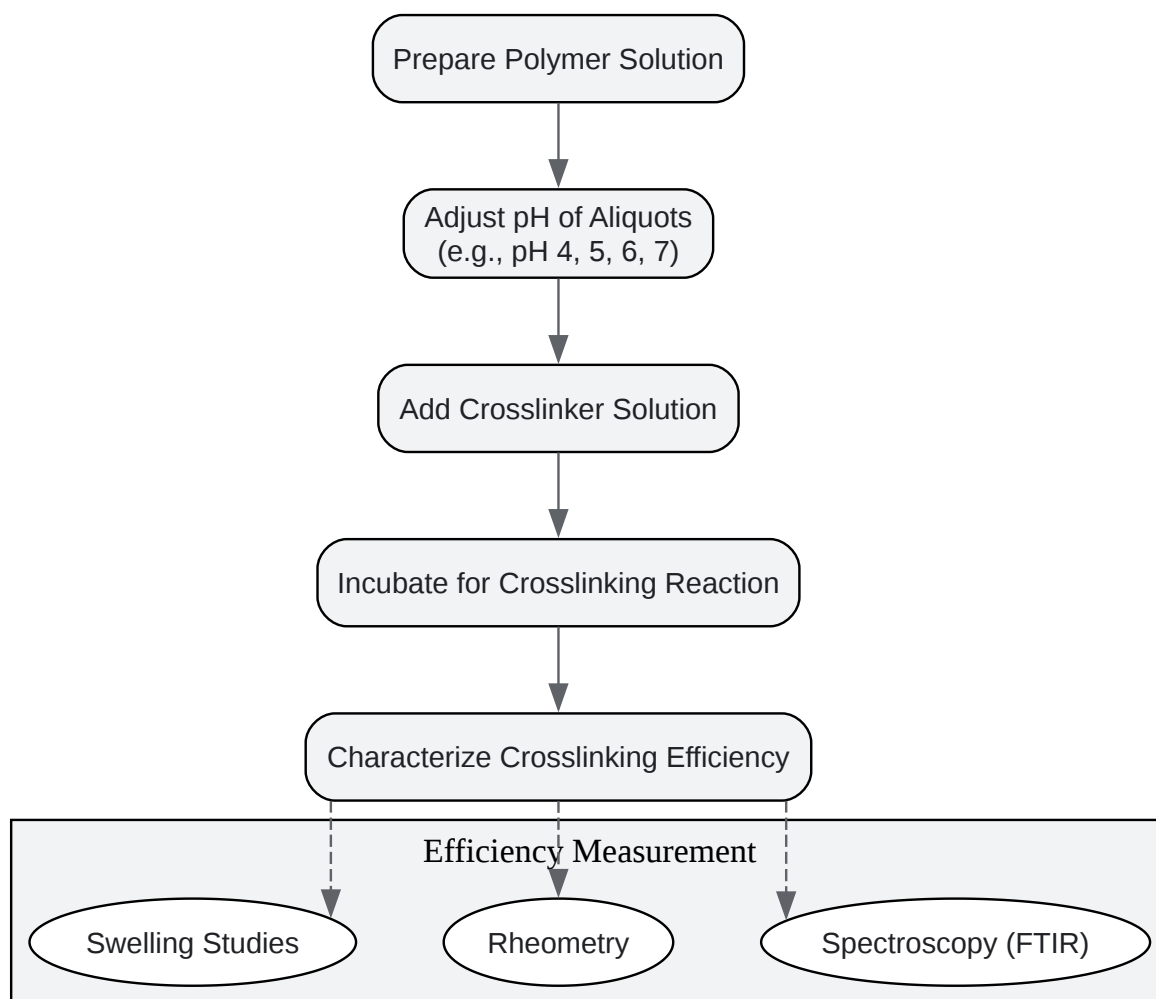 Prepare Polymer Solution
Adjust pH of Aliquots
(e.g., pH 4, 5, 6, 7)
Add Crosslinker Solution
Incubate for Crosslinking Reaction
Characterize Crosslinking Efficiency
Efficiency Measurement
Swelling Studies
Rheometry
Spectroscopy (FTIR)